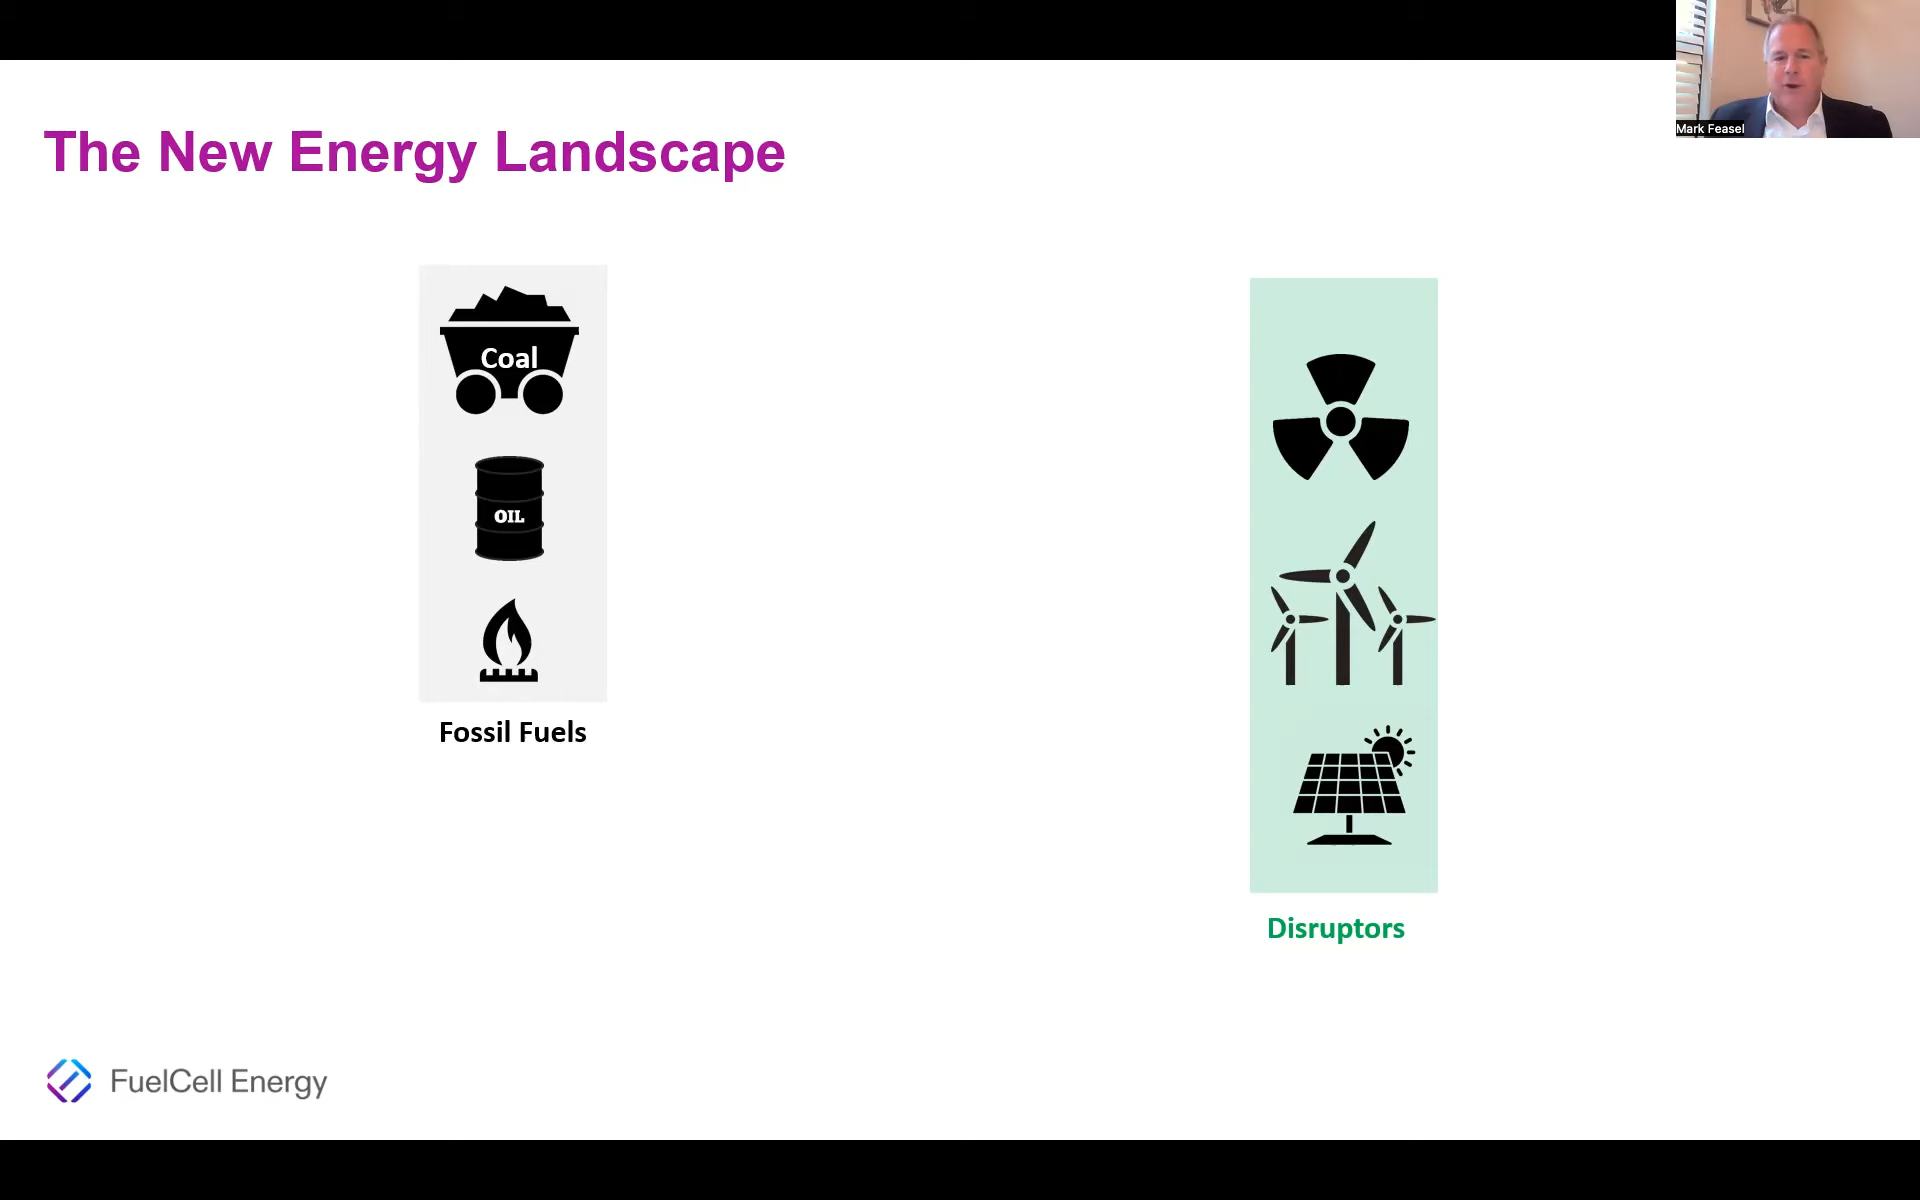 Mark Feasel
The New Energy Landscape
Coal
OIL
Fossil Fuels
Disruptors
FuelCell Energy